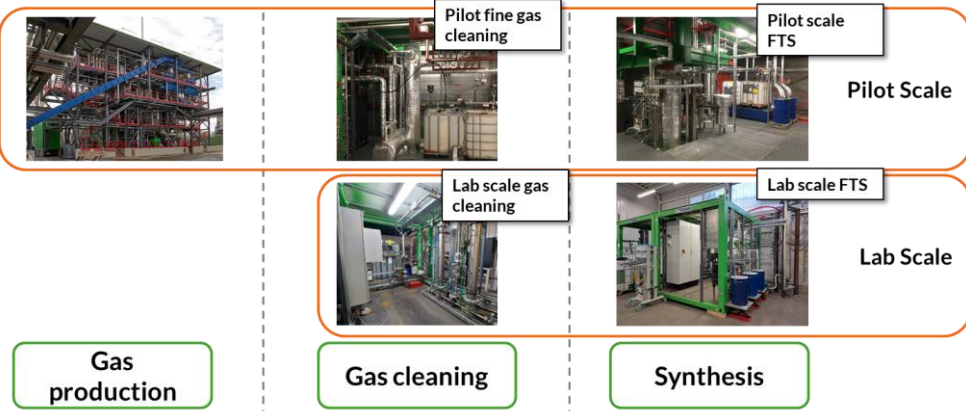 Pilot fine gas
cleaning
Pilot scale
FTS
Pilot Scale
Lab scale gas
cleaning
Lab scale FTS
Lab Scale
Gas
production
Gas cleaning
Synthesis